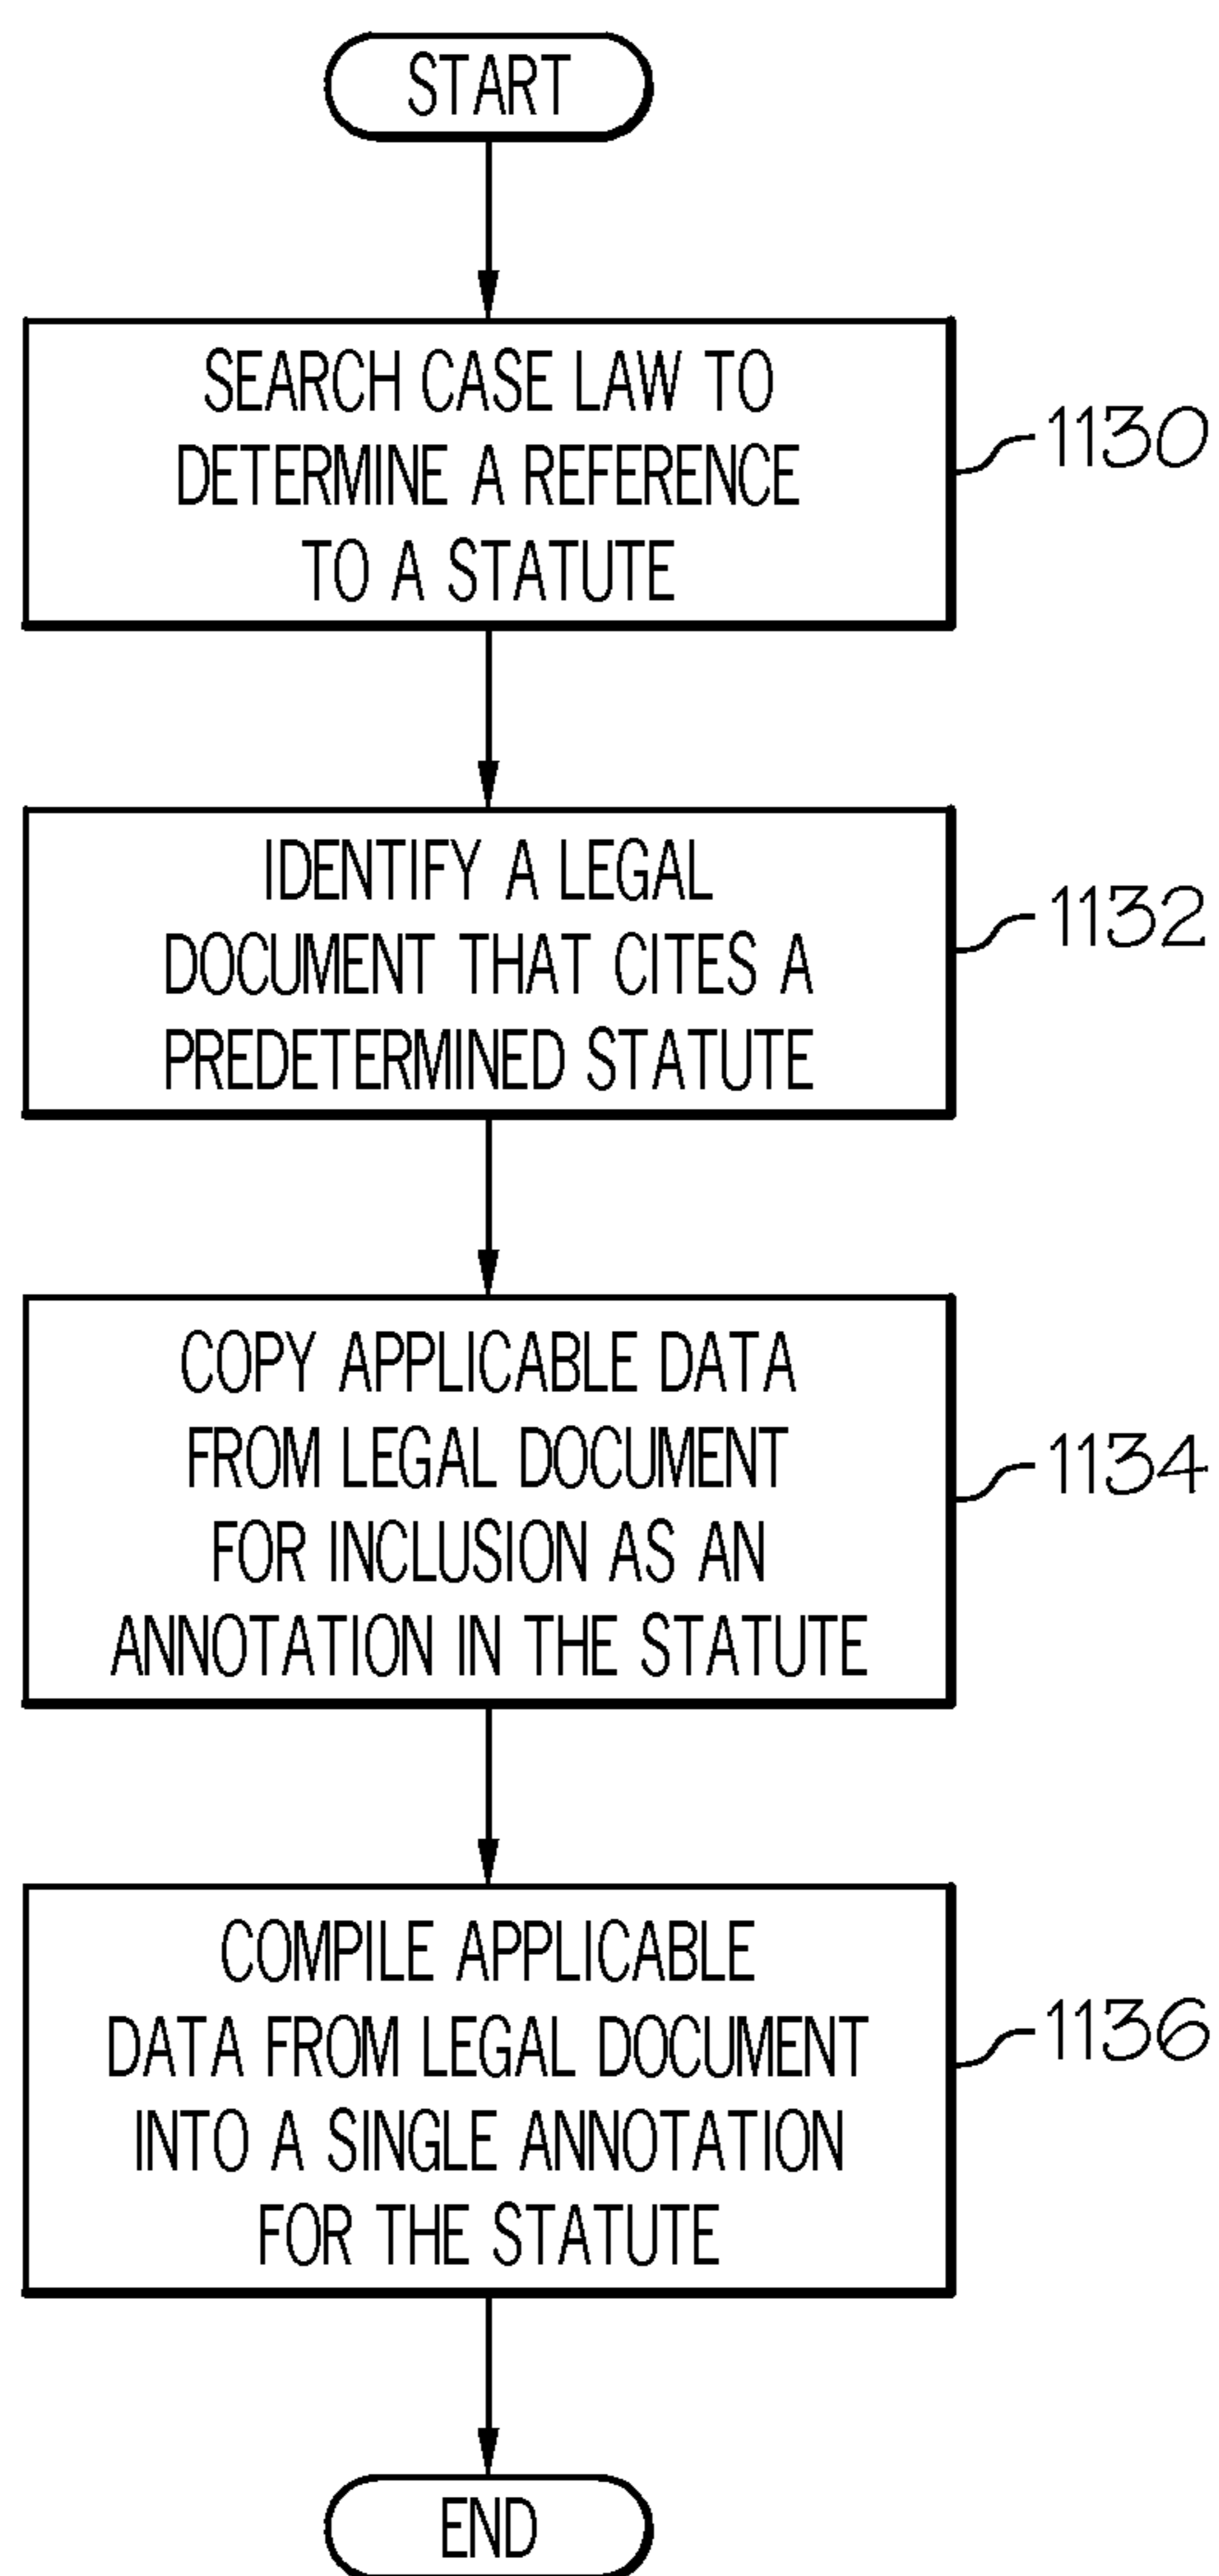 START
SEARCH CASE LAW TO
DETERMINE A REFERENCE
TO A STATUTE
1130
IDENTIFY A LEGAL
DOCUMENT THAT CITES A
PREDETERMINED STATUTE
1132
COPY APPLICABLE DATA
FROM LEGAL DOCUMENT
FOR INCLUSION AS AN
ANNOTATION IN THE STATUTE
1134
COMPILE APPLICABLE
DATA FROM LEGAL DOCUMENT
INTO A SINGLE ANNOTATION
FOR THE STATUTE
1136
END